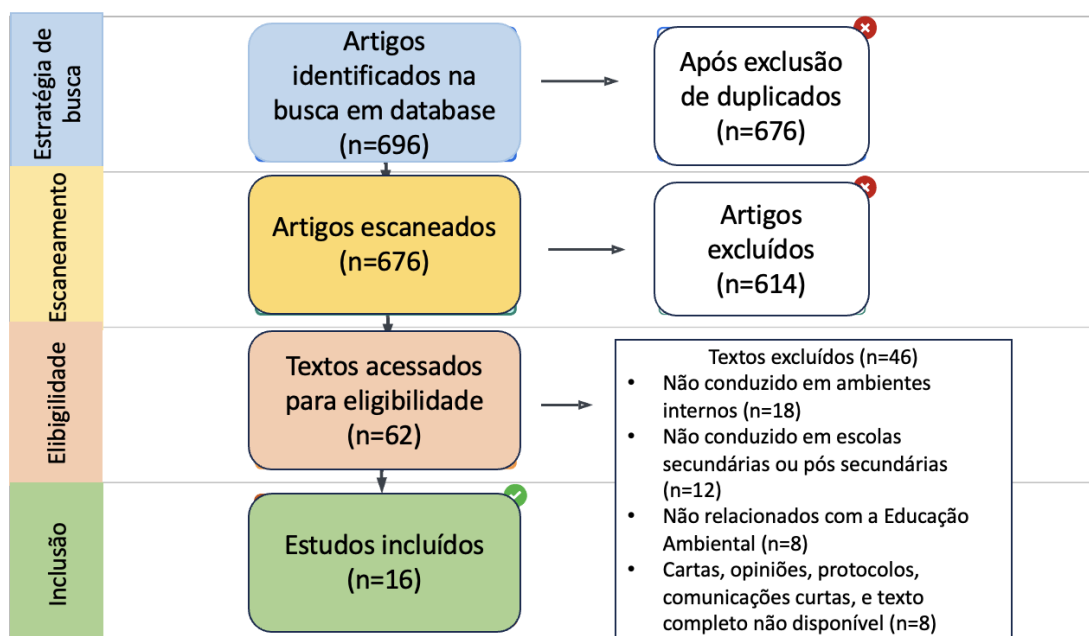 Estratégia de
busca
Artigos
identificados na
busca em database
(n=696)
Após exclusão
de duplicados
(n=676)
Escaneamento
Artigos escaneados
(n=676)
Artigos
excluídos
(n=614)
Elibigilidade
Textos acessados
para eligibilidade
(n=62)
Textos excluídos (n=46)
• Não conduzido em ambientes
internos (n=18)
• Não conduzido em escolas
secundárias ou pós secundárias
(n=12)
• Não relacionados com a Educação
Ambiental (n=8)
• Cartas, opiniões, protocolos,
comunicações curtas, e texto
completo não disponível (n=8)
Inclusão
Estudos incluídos
(n=16)